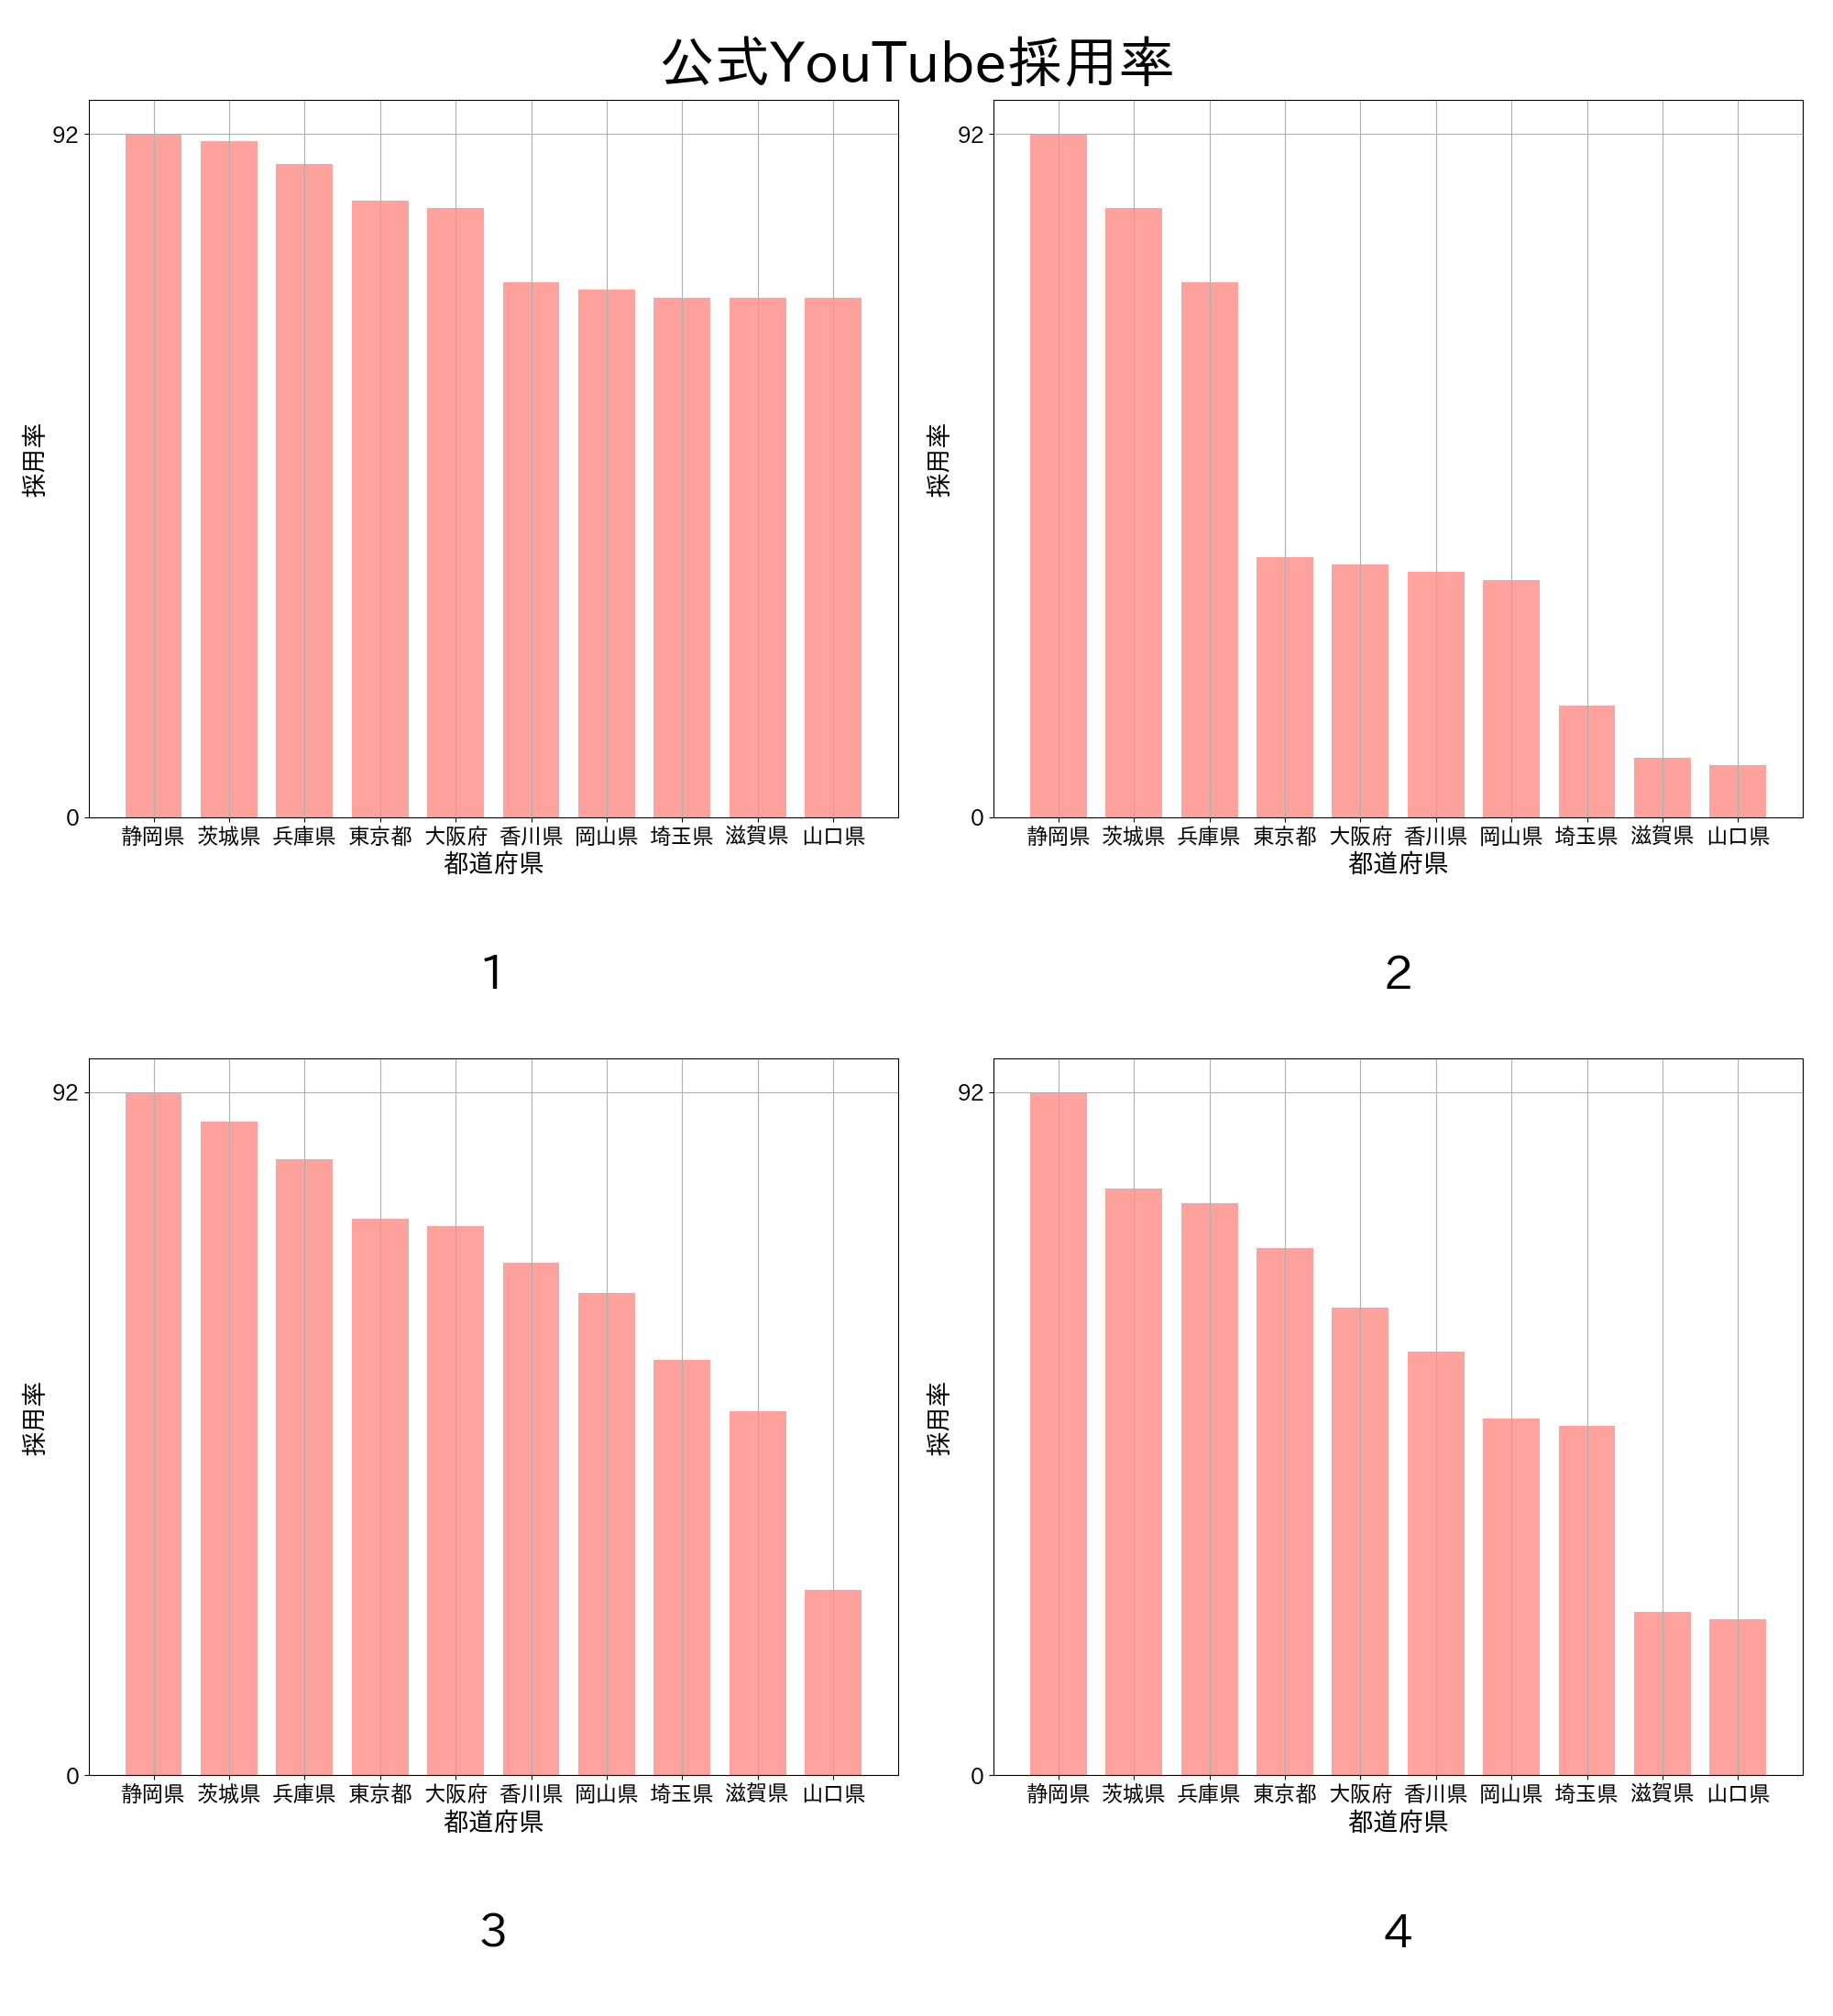 公式YouTube採用率
92
0
採用率
静岡県 茨城県 兵庫県 東京都 大阪府 香川県 岡山県 埼玉県 滋賀県 山口県
都道府県
1
92
0
採用率
静岡県 茨城県 兵庫県 東京都 大阪府 香川県 岡山県 埼玉県 滋賀県 山口県
都道府県
2
92
0
採用率
静岡県 茨城県 兵庫県 東京都 大阪府 香川県 岡山県 埼玉県 滋賀県 山口県
都道府県
3
92
0
採用率
静岡県 茨城県 兵庫県 東京都 大阪府 香川県 岡山県 埼玉県 滋賀県 山口県
都道府県
4